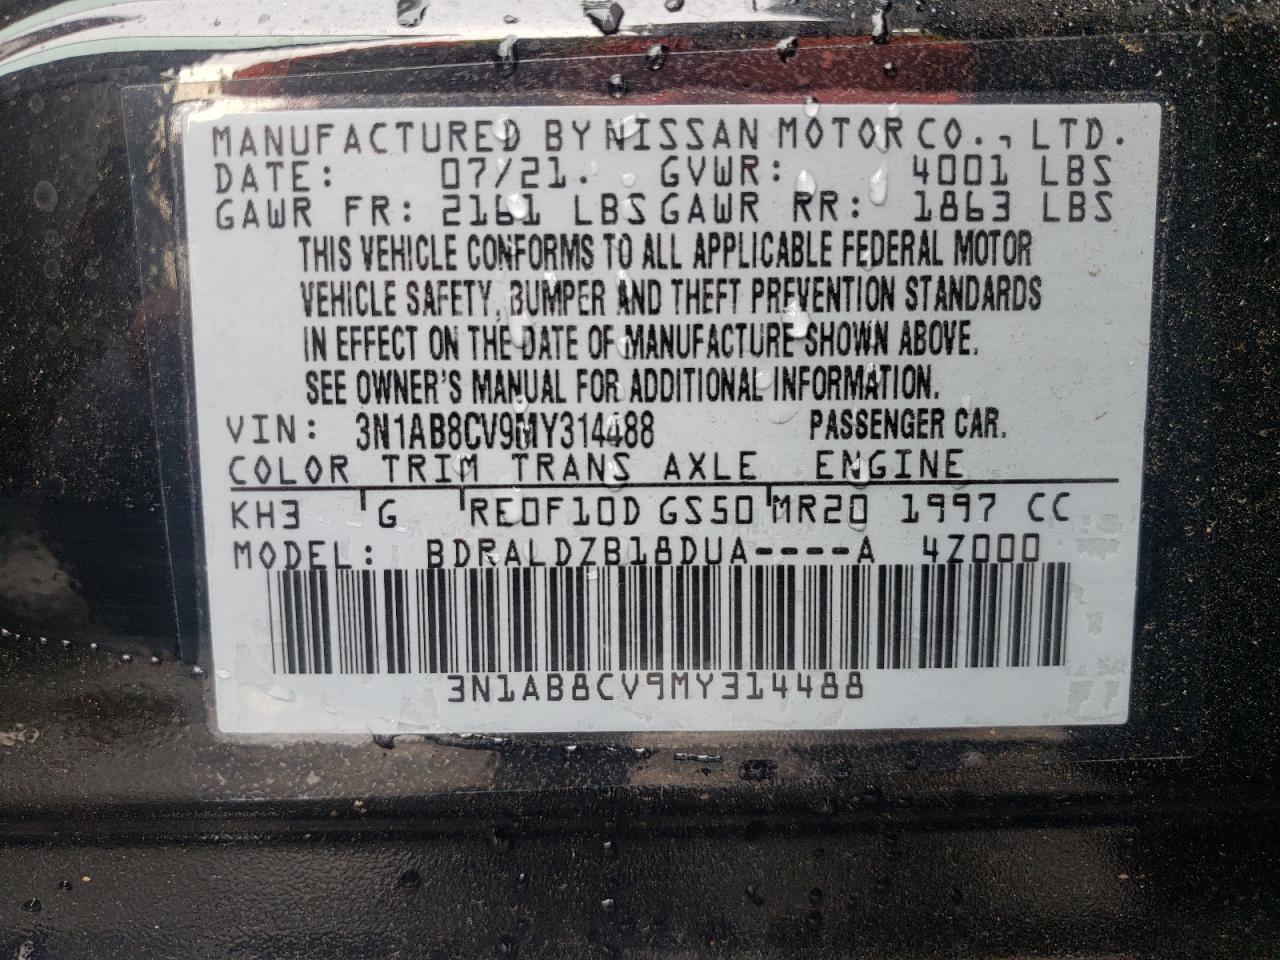 MANUFACTURED BY NISSAN MOTOR CO., LTD.
DATE: 07/21. GVWR: 4001 LBS
GAWR FR: 2161 LBS GAWR RR: 1863 LBS
THIS VEHICLE CONFORMS TO ALL APPLICABLE FEDERAL MOTOR
VEHICLE SAFETY, BUMPER AND THEFT PREVENTION STANDARDS
IN EFFECT ON THE DATE OF MANUFACTURE SHOWN ABOVE.
SEE OWNER'S MANUAL FOR ADDITIONAL INFORMATION.
VIN: 3N1AB8CV9MY314488 PASSENGER CAR.
COLOR TRIM TRANS AXLE ENGINE
KH3 G RE0F10D GS50 MR20 1997 CC
MODEL: BDRALDZB18DUA----A 4Z000
3N1AB8CV9MY314488